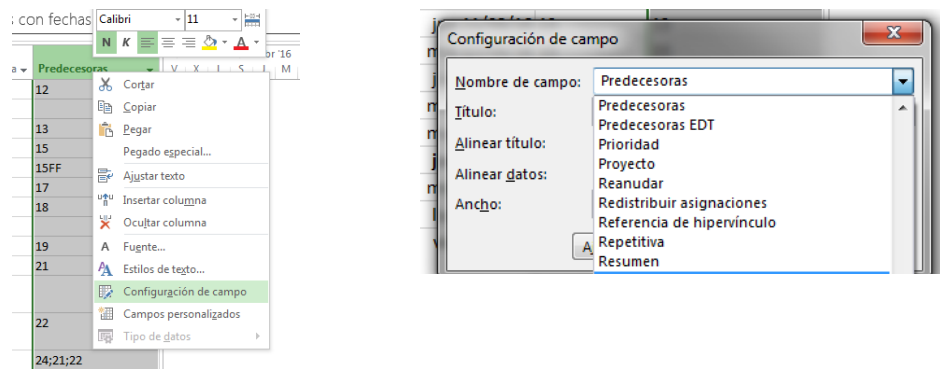 s con fechas
Calibri 11
N K A
or '16
a Predecesoras V X J S L M
12
13
15
15FF
17
18
19
21
22
24;21;22
Cortar
Copiar
Pegar
Pegado especial...
Ajustar texto
Insertar columna
Ocultar columna
A Fuente...
Estilos de texto...
Configuración de campo
Campos personalizados
Tipo de datos
Configuración de campo
Nombre de campo: Predecesoras
Título:
Alinear título:
Alinear datos:
Ancho:
Predecesoras
Predecesoras EDT
Prioridad
Proyecto
Reanudar
Redistribuir asignaciones
Referencia de hipervínculo
Repetitiva
Resumen